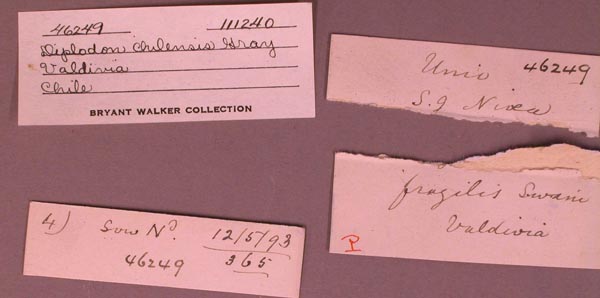 46249 111240
Diplodon chilensis Gray
Valdivia
Chile
BRYANT WALKER COLLECTION
Unio 46249
S.g Nixea
fragilis Swain
Valdivia
P
4) Sow No. 12/5/93
46249 365